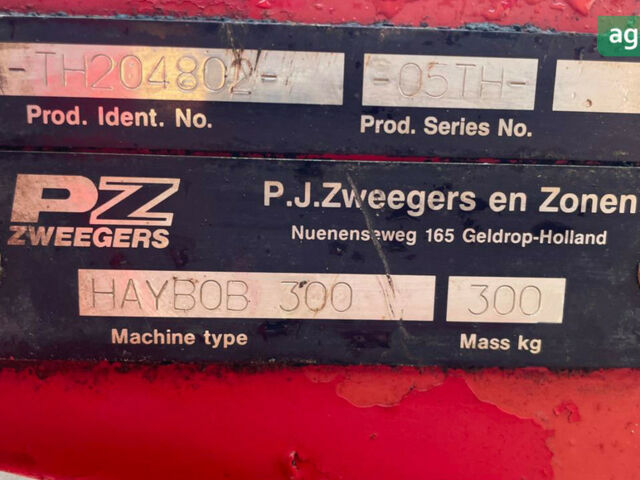 ag
-TH204802- -05TH-
Prod. Ident. No. Prod. Series No.
PZ P.J.Zweegers en Zonen
ZWEEGERS Nuenenseweg 165 Geldrop-Holland
HAYBOB 300 300
Machine type Mass kg